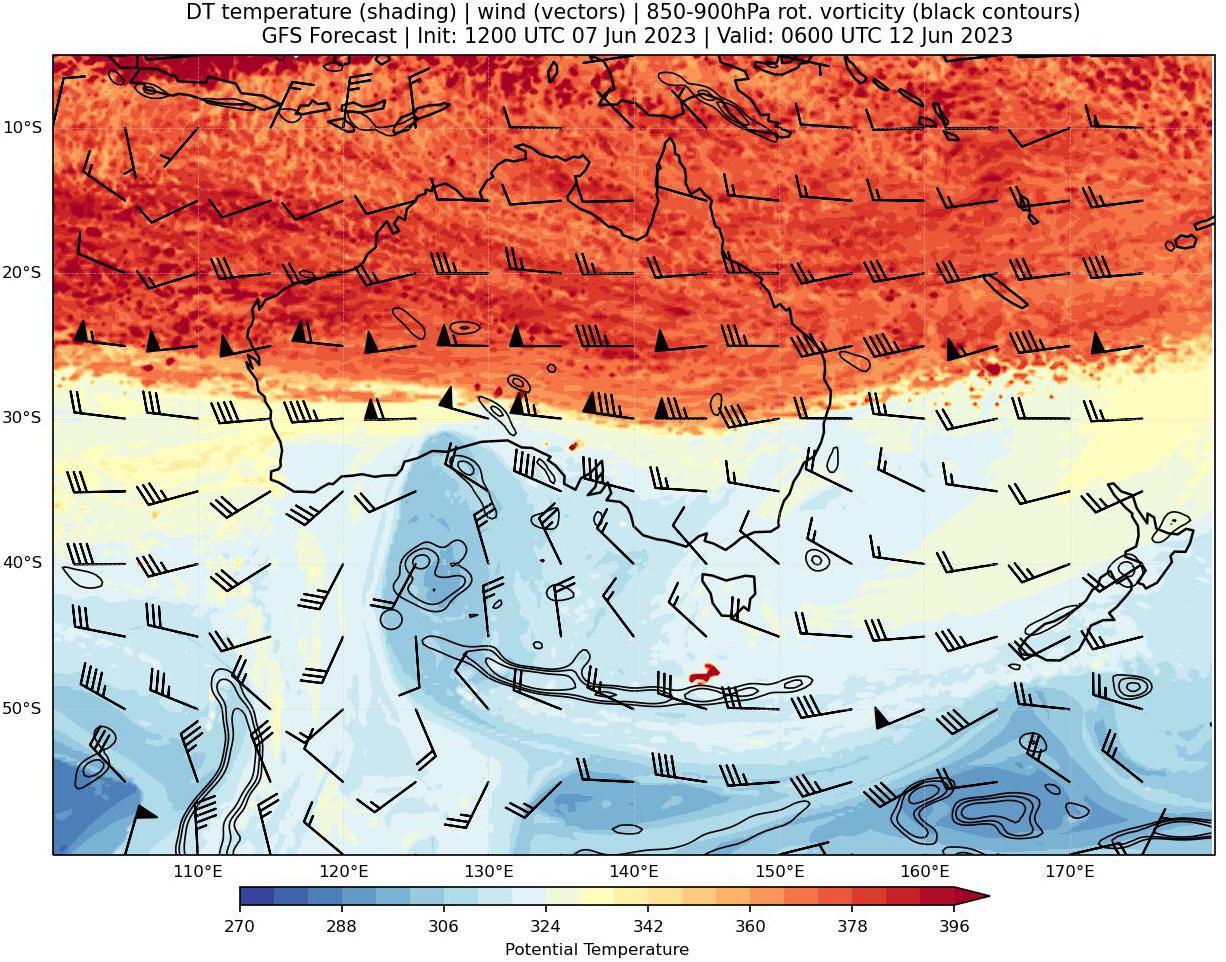 DT temperature (shading) | wind (vectors) | 850-900hPa rot. vorticity (black contours)
GFS Forecast | Init: 1200 UTC 07 Jun 2023 | Valid: 0600 UTC 12 Jun 2023
10°S
20°S
30°S
40°S
50°S
110°E 120°E 130°E 140°E 150°E 160°E 170°E
270 288 306 324 342 360 378 396
Potential Temperature